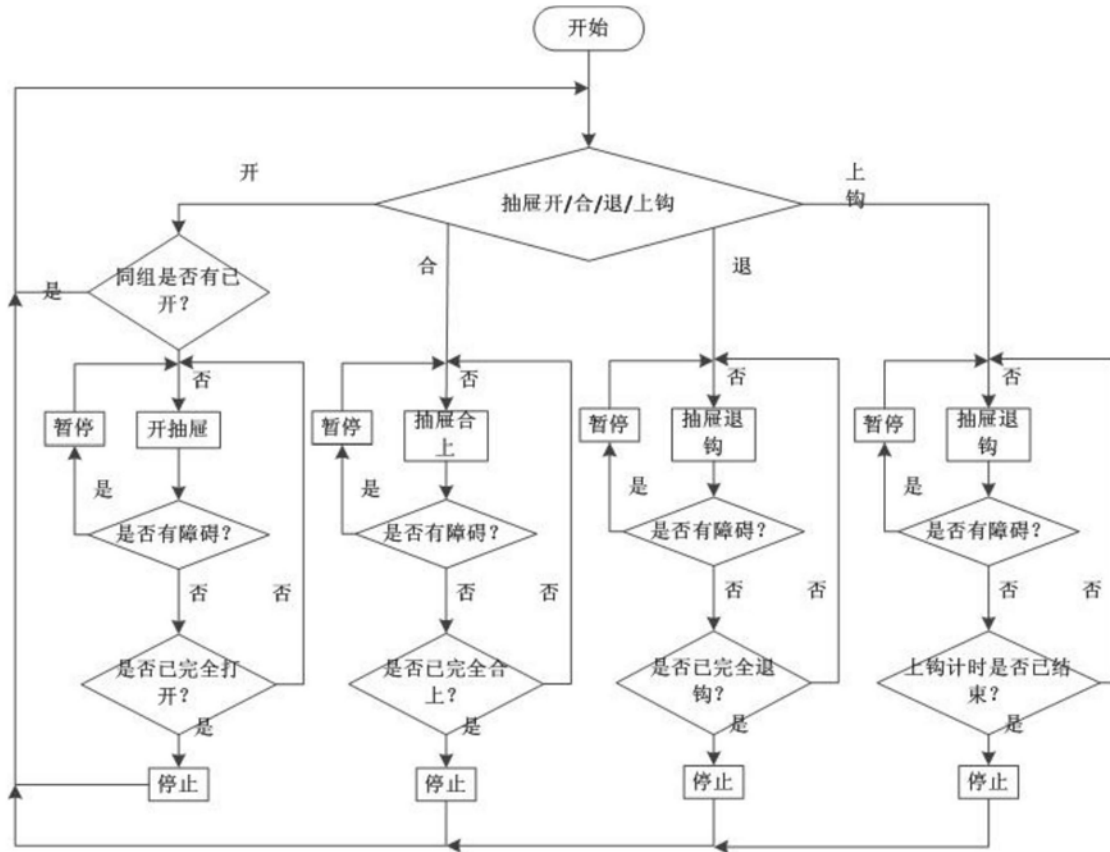 开始
开
上
钩
抽屉开/合/退/上钩
合
退
同组是否有已
开？
是
否
否
否
否
暂停
开抽屉
暂停
抽屉合
上
暂停
抽屉退
钩
暂停
抽屉退
钩
是
是
是
是
是否有障碍？
是否有障碍？
是否有障碍？
是否有障碍？
否
否
否
否
否
否
否
否
是否已完全打
开？
是否已完全合
上？
是否已完全退
钩？
上钩计时是否已结
束？
是
是
是
是
停止
停止
停止
停止